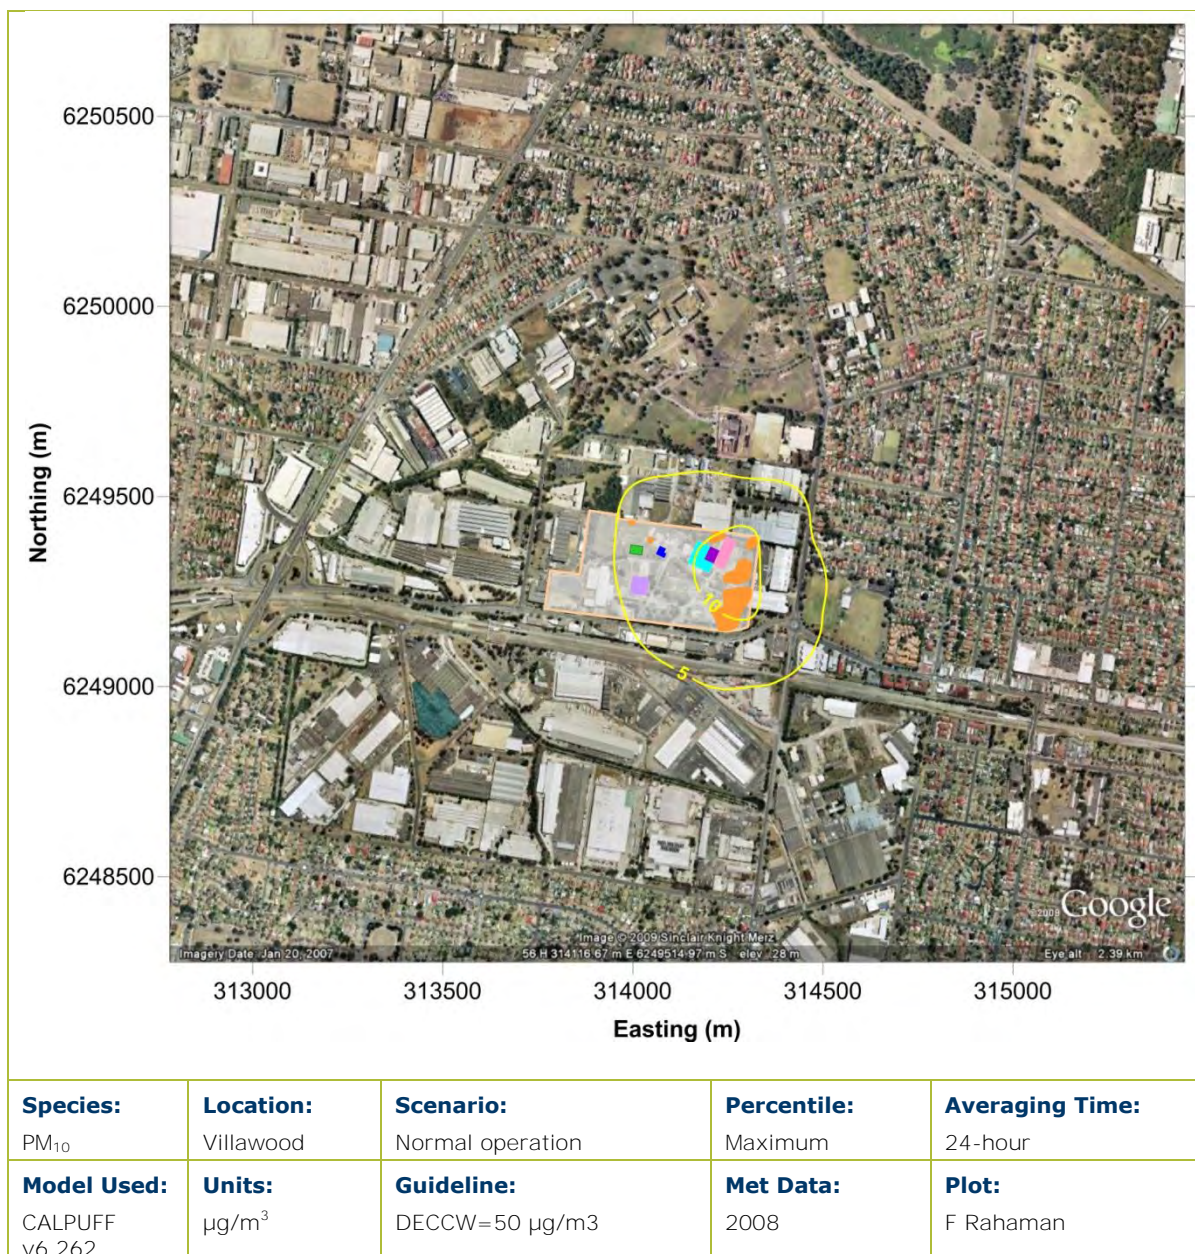 6250500
6250000
6249500
6249000
6248500
Northing (m)
10
5
©2009 Google
Image © 2009 Sinclair Knight Merz
Imagery Date: Jan 20, 2007
56 H 314116.67 m E 6249514.97 m S elev 28 m
Eye alt 2.39 km
313000 313500 314000 314500 315000
Easting (m)
Species: Location: Scenario: Percentile: Averaging Time:
PM₁₀ Villawood Normal operation Maximum 24-hour
Model Used: Units: Guideline: Met Data: Plot:
CALPUFF µg/m³ DECCW=50 µg/m3 2008 F Rahaman
v6.262